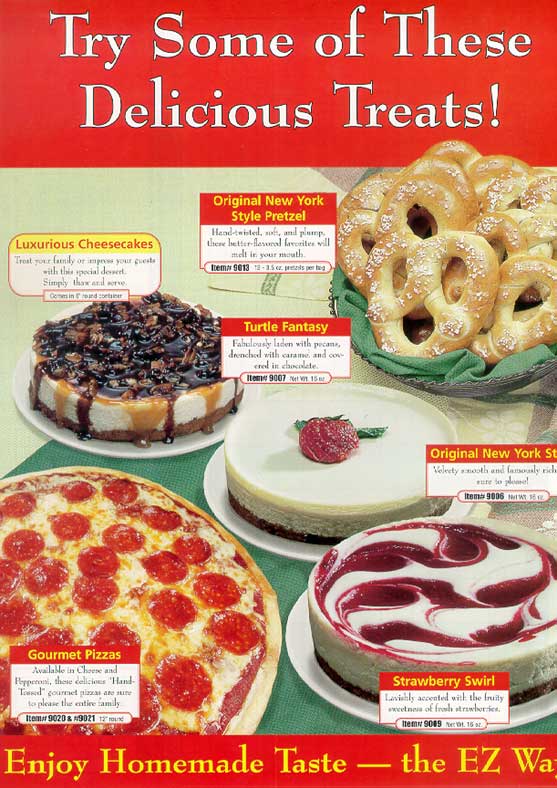 Try Some of These
Delicious Treats!
Original New York
Style Pretzel
Hand-twisted, soft, and plump,
these butter-flavored favorites will
melt in your mouth.
Item# 9013 12 - 3.5 oz. pretzels per bag
Luxurious Cheesecakes
Treat your family or impress your guests
with this special dessert.
Simply thaw and serve.
Comes in 6" round container
Turtle Fantasy
Fabulously laden with pecans,
drenched with caramel and cov-
ered in chocolate.
Item# 9007 Net Wt. 16 oz.
Original New York St
Velvety smooth and famously rich
sure to please!
Item# 9006 Net Wt. 16 oz.
Gourmet Pizzas
Available in Cheese and
Pepperoni, these delicious "Hand-
Tossed" gourmet pizzas are sure
to please the entire family.
Item# 9020 & #9021 12" round
Strawberry Swirl
Lavishly accented with the fruity
sweetness of fresh strawberries.
Item# 9009 Net Wt. 16 oz.
Enjoy Homemade Taste — the EZ Way